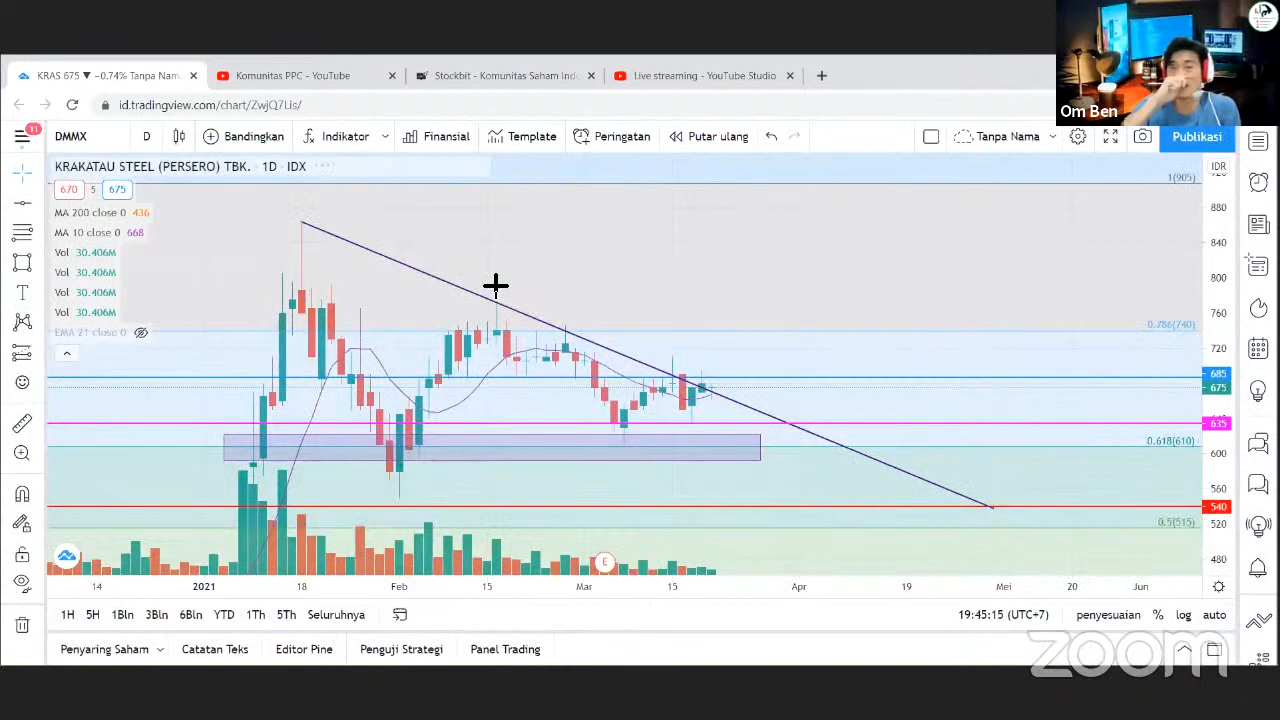 KRAS 675 ▼ −0.74% Tanpa Nam
Komunitas PPC - YouTube
Stockbit - Komunitas Saham Ind
Live streaming - YouTube Studio
id.tradingview.com/chart/ZwjQ7Lis/
Om Ben
11
DMMX
D
Bandingkan
Indikator
Finansial
Template
Peringatan
Putar ulang
Tanpa Nama
Publikasi
KRAKATAU STEEL (PERSERO) TBK. · 1D · IDX
IDR
670 5 675
MA 200 close 0 436
MA 10 close 0 668
Vol 30.406M
Vol 30.406M
Vol 30.406M
Vol 30.406M
EMA 21 close 0
1(905)
880
840
800
760
0.786(740)
720
685
675
635
0.618(610)
600
560
540
520
0.5(515)
480
E
14 2021 18 Feb 15 Mar 15 Apr 19 Mei 20 Jun
1H 5H 1Bln 3Bln 6Bln YTD 1Th 5Th Seluruhnya
19:45:15 (UTC+7) penyesuaian % log auto
Penyaring Saham Catatan Teks Editor Pine Penguji Strategi Panel Trading
zoom